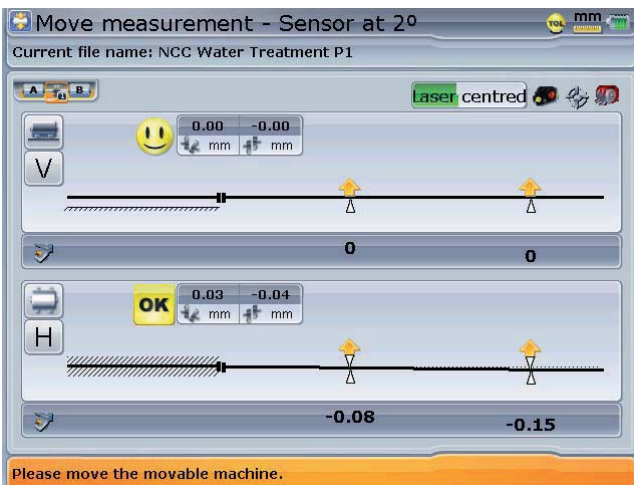 Move measurement - Sensor at 2º
TOL mm
Current file name: NCC Water Treatment P1
A B
Laser centred
0.00 -0.00
mm mm
V
0 0
OK
0.03 -0.04
mm mm
H
-0.08 -0.15
Please move the movable machine.